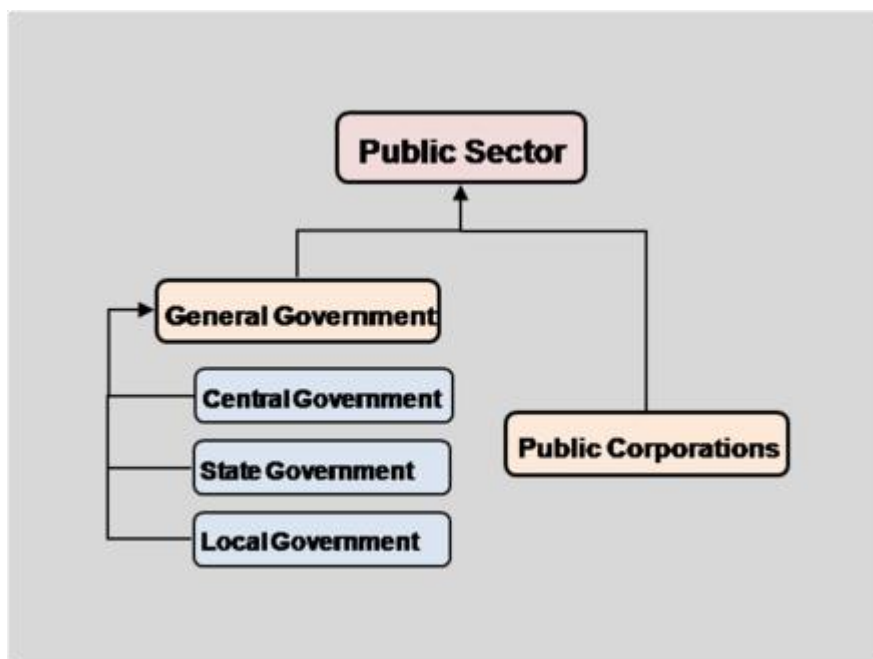 Public Sector
General Government
Central Government
State Government
Local Government
Public Corporations